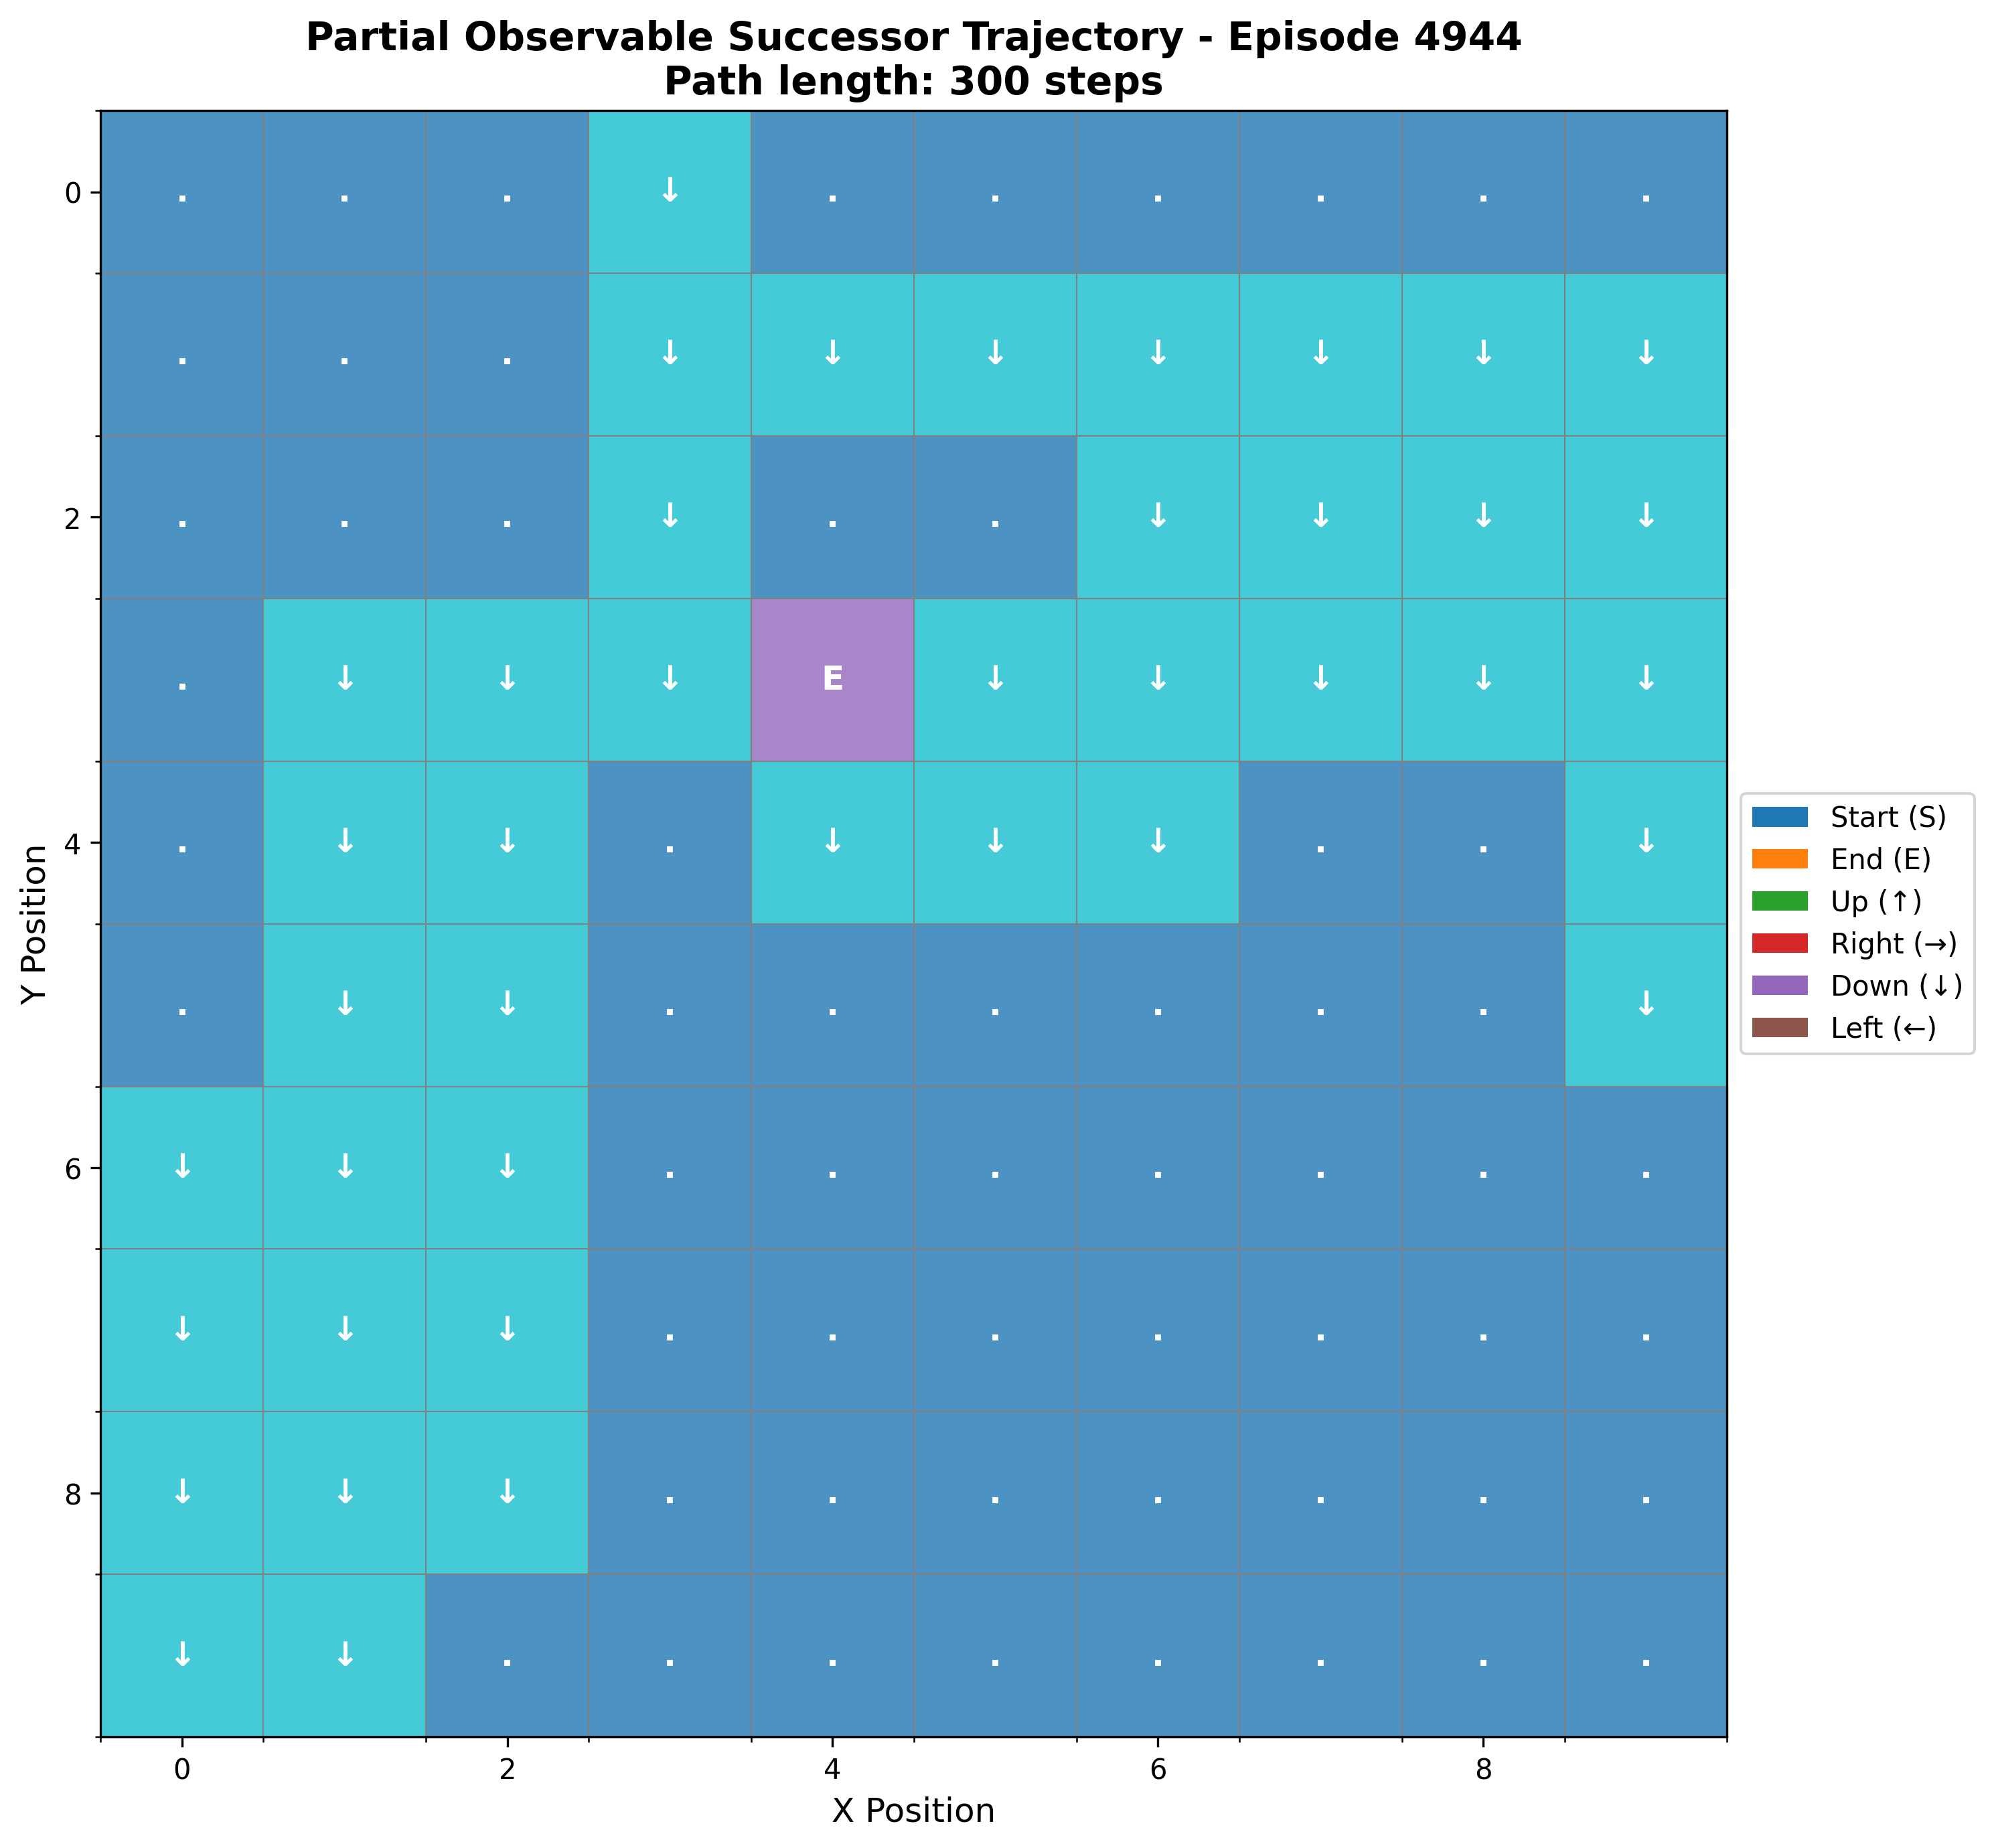 Partial Observable Successor Trajectory - Episode 4944
Path length: 300 steps
0 . . . ↓ . . . . . .
. . . ↓ ↓ ↓ ↓ ↓ ↓ ↓
2 . . . ↓ . . ↓ ↓ ↓ ↓
. ↓ ↓ ↓ E ↓ ↓ ↓ ↓ ↓
4 . ↓ ↓ . ↓ ↓ ↓ . . ↓
. ↓ ↓ . . . . . . ↓
6 ↓ ↓ ↓ . . . . . . .
↓ ↓ ↓ . . . . . . .
8 ↓ ↓ ↓ . . . . . . .
↓ ↓ . . . . . . . .
0 2 4 6 8
X Position
Y Position
Start (S)
End (E)
Up (↑)
Right (→)
Down (↓)
Left (←)